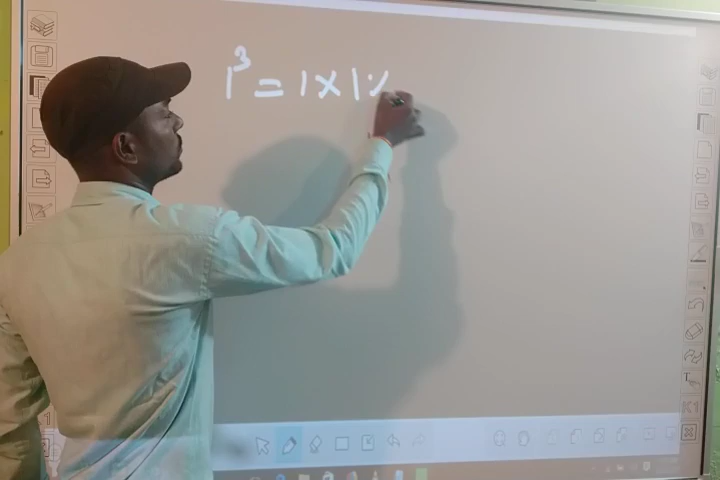 1³ = 1 × 1 ×